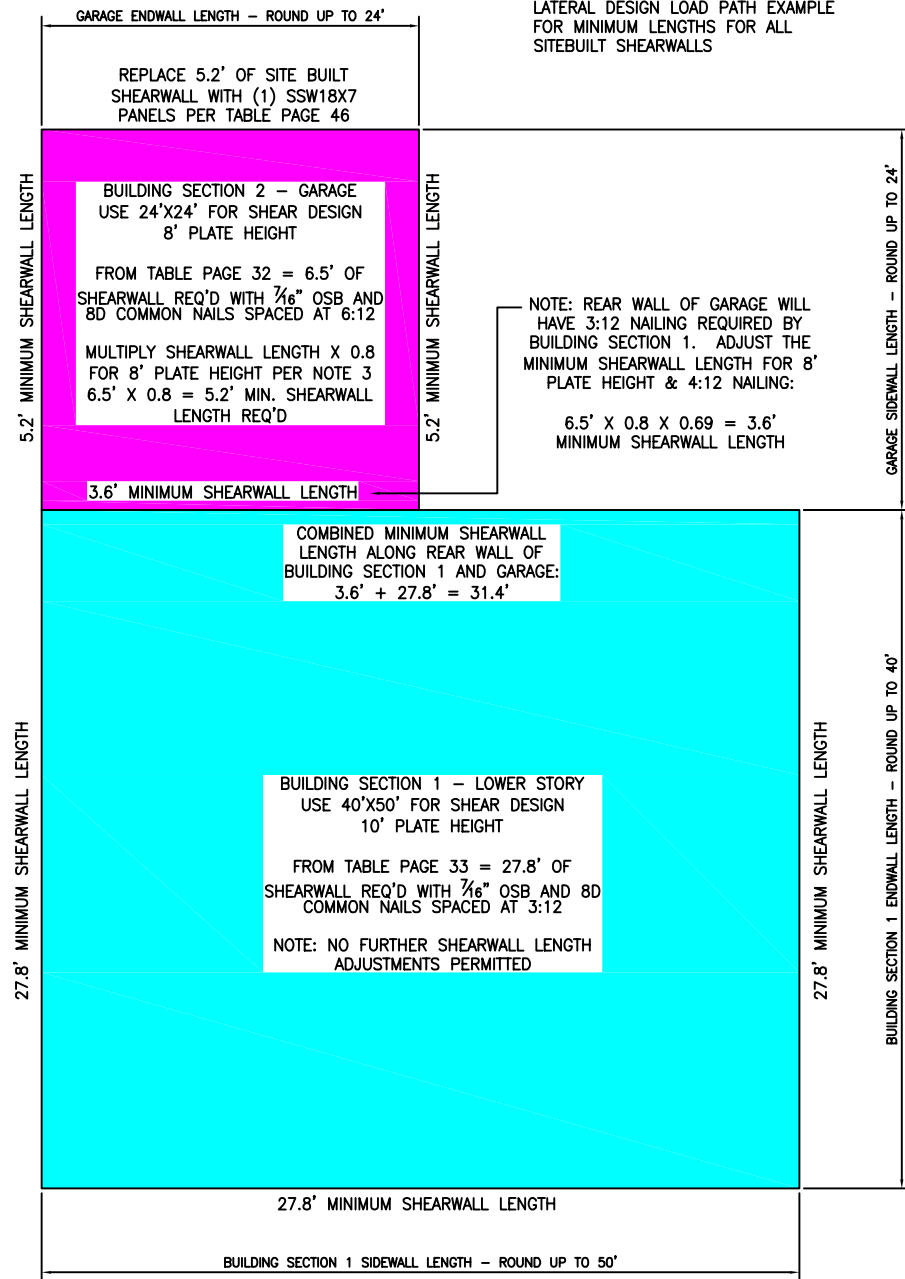 GARAGE ENDWALL LENGTH – ROUND UP TO 24'
LATERAL DESIGN LOAD PATH EXAMPLE
FOR MINIMUM LENGTHS FOR ALL
SITEBUILT SHEARWALLS
REPLACE 5.2' OF SITE BUILT
SHEARWALL WITH (1) SSW18X7
PANELS PER TABLE PAGE 46
5.2' MINIMUM SHEARWALL LENGTH
BUILDING SECTION 2 – GARAGE
USE 24'X24' FOR SHEAR DESIGN
8' PLATE HEIGHT
FROM TABLE PAGE 32 = 6.5' OF
SHEARWALL REQ'D WITH 7/16" OSB AND
8D COMMON NAILS SPACED AT 6:12
MULTIPLY SHEARWALL LENGTH X 0.8
FOR 8' PLATE HEIGHT PER NOTE 3
6.5' X 0.8 = 5.2' MIN. SHEARWALL
LENGTH REQ'D
5.2' MINIMUM SHEARWALL LENGTH
NOTE: REAR WALL OF GARAGE WILL
HAVE 3:12 NAILING REQUIRED BY
BUILDING SECTION 1. ADJUST THE
MINIMUM SHEARWALL LENGTH FOR 8'
PLATE HEIGHT & 4:12 NAILING:
6.5' X 0.8 X 0.69 = 3.6'
MINIMUM SHEARWALL LENGTH
GARAGE SIDEWALL LENGTH – ROUND UP TO 24'
3.6' MINIMUM SHEARWALL LENGTH
COMBINED MINIMUM SHEARWALL
LENGTH ALONG REAR WALL OF
BUILDING SECTION 1 AND GARAGE:
3.6' + 27.8' = 31.4'
27.8' MINIMUM SHEARWALL LENGTH
BUILDING SECTION 1 – LOWER STORY
USE 40'X50' FOR SHEAR DESIGN
10' PLATE HEIGHT
FROM TABLE PAGE 33 = 27.8' OF
SHEARWALL REQ'D WITH 7/16" OSB AND 8D
COMMON NAILS SPACED AT 3:12
NOTE: NO FURTHER SHEARWALL LENGTH
ADJUSTMENTS PERMITTED
27.8' MINIMUM SHEARWALL LENGTH
BUILDING SECTION 1 ENDWALL LENGTH – ROUND UP TO 40'
27.8' MINIMUM SHEARWALL LENGTH
BUILDING SECTION 1 SIDEWALL LENGTH – ROUND UP TO 50'